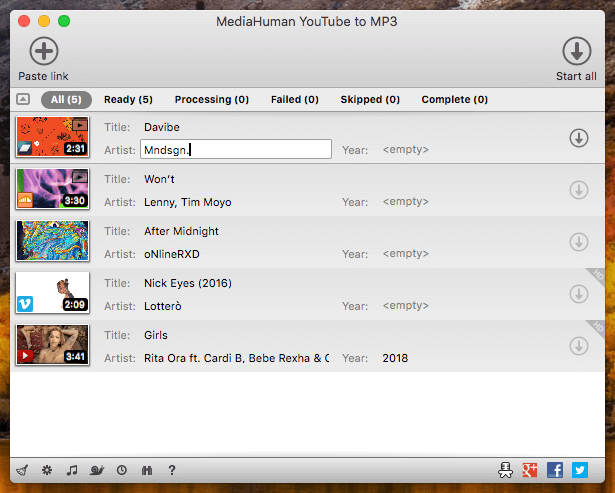 MediaHuman YouTube to MP3
Paste link
Start all
All (5) Ready (5) Processing (0) Failed (0) Skipped (0) Complete (0)
2:31
Title: Davibe
Artist: Mndsgn. Year: <empty>
3:30
Title: Won't
Artist: Lenny, Tim Moyo Year: <empty>
Title: After Midnight
Artist: oNlineRXD Year: <empty>
HD
2:09
Title: Nick Eyes (2016)
Artist: Lotterò Year: <empty>
HD
3:41
Title: Girls
Artist: Rita Ora ft. Cardi B, Bebe Rexha & C Year: 2018
?
g+
f